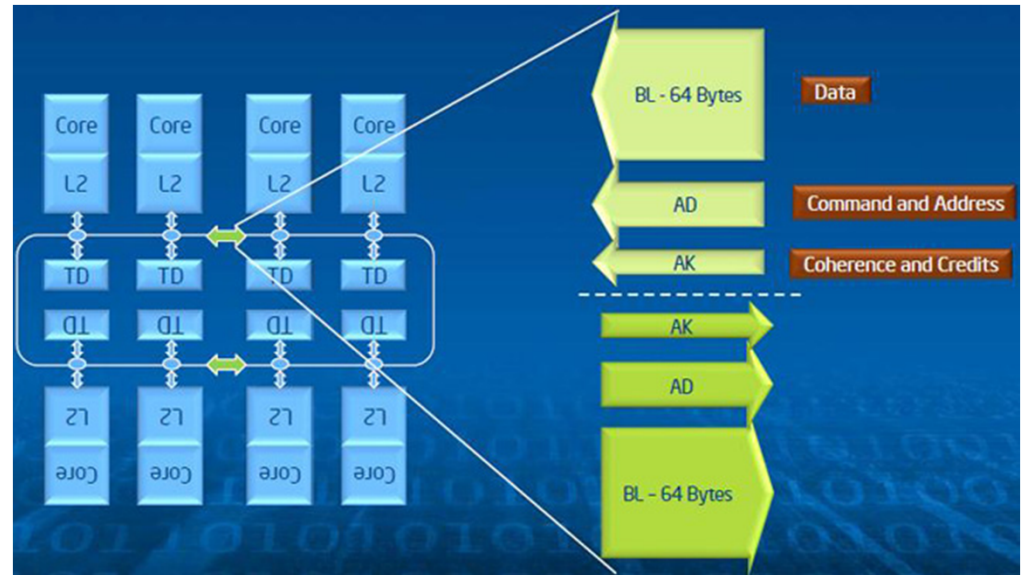 Core Core Core Core
L2 L2 L2 L2
TD TD TD TD
TD TD TD TD
L2 L2 L2 L2
Core Core Core Core
BL - 64 Bytes
Data
AD
Command and Address
AK
Coherence and Credits
AK
AD
BL - 64 Bytes